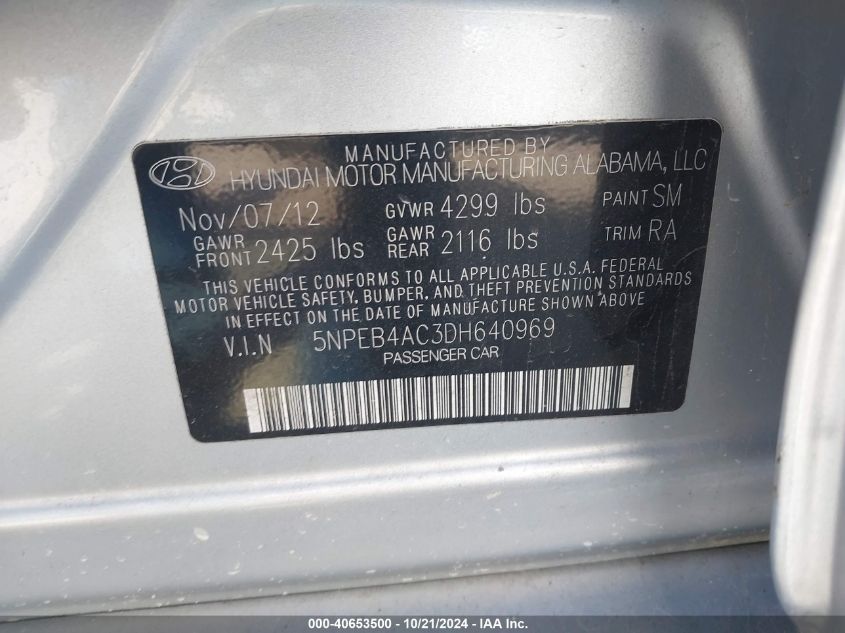 MANUFACTURED BY
HYUNDAI MOTOR MANUFACTURING ALABAMA, LLC
Nov/07/12 GVWR 4299 lbs PAINT SM
GAWR FRONT 2425 lbs GAWR REAR 2116 lbs TRIM RA
THIS VEHICLE CONFORMS TO ALL APPLICABLE U.S.A. FEDERAL
MOTOR VEHICLE SAFETY, BUMPER, AND THEFT PREVENTION STANDARDS
IN EFFECT ON THE DATE OF MANUFACTURE SHOWN ABOVE
V.I.N 5NPEB4AC3DH640969
PASSENGER CAR
000-40653500 - 10/21/2024 - IAA Inc.